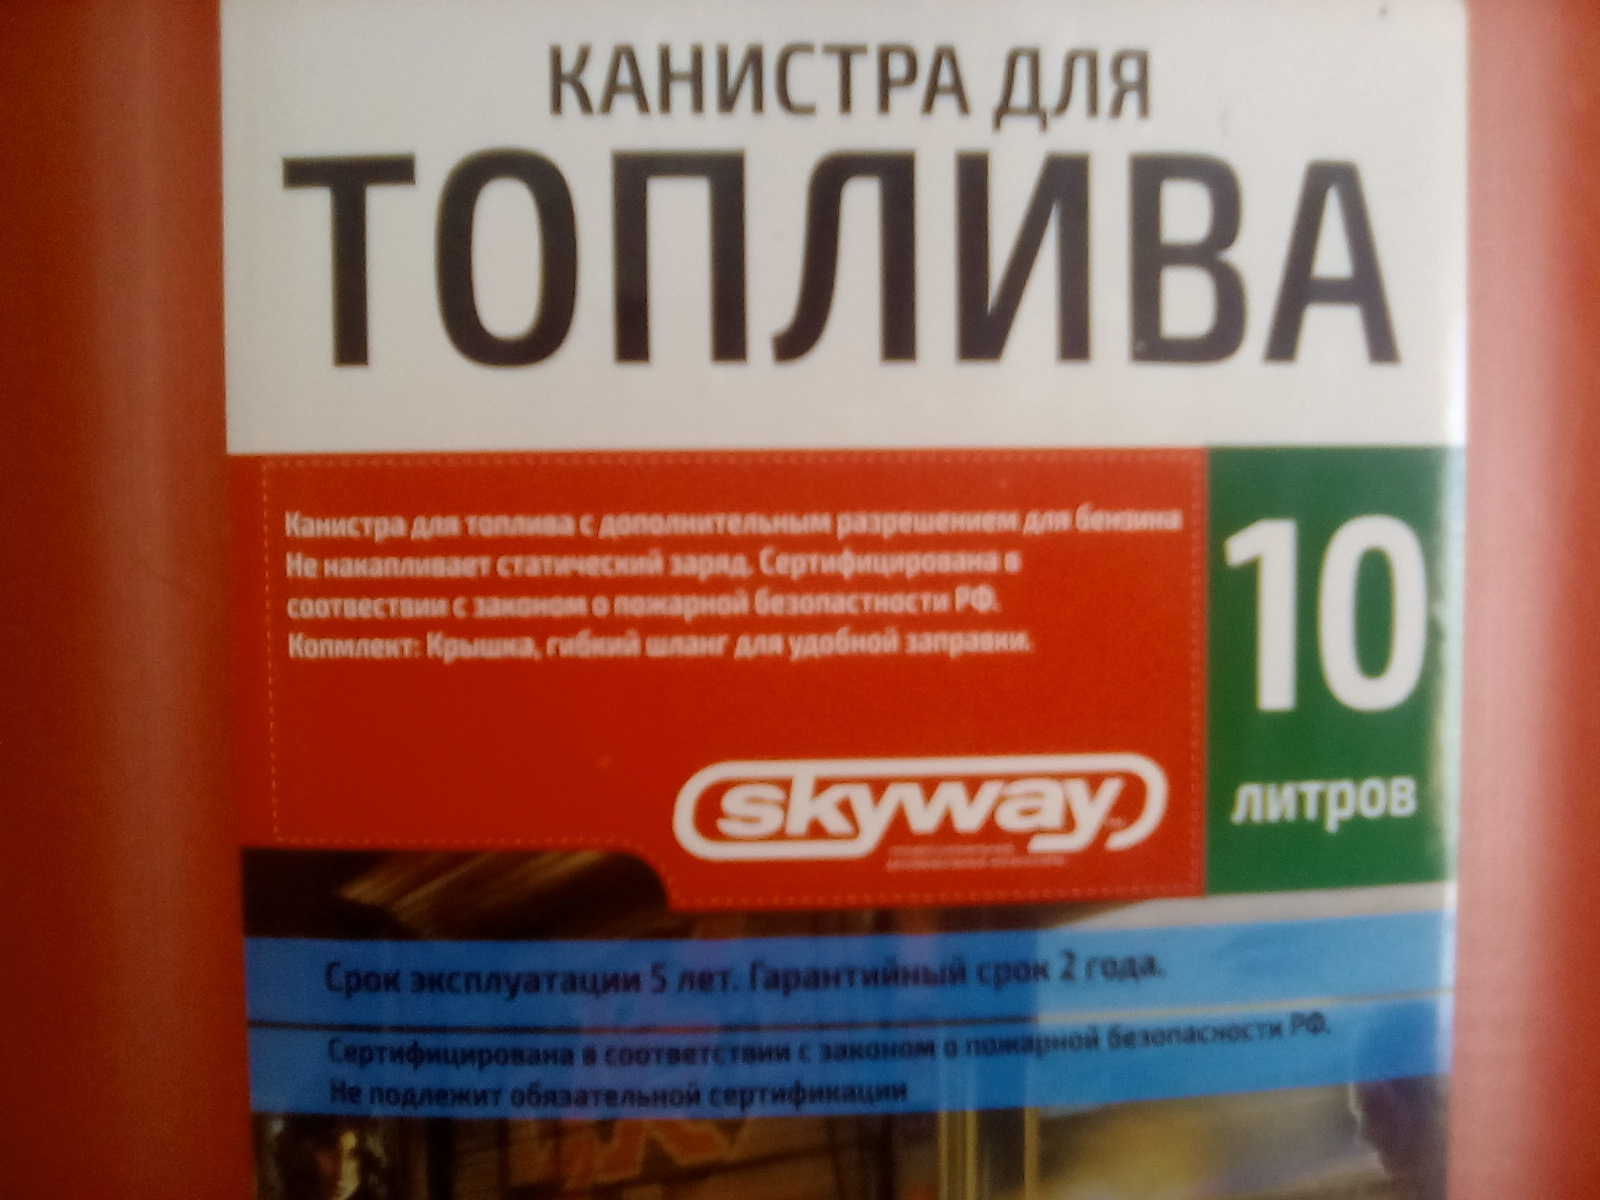 КАНИСТРА ДЛЯ
ТОПЛИВА
Канистра для топлива с дополнительным разрешением для бензина
Не накапливает статический заряд. Сертифицирована в
соотвествии с законом о пожарной безопастности РФ.
Копмлект: Крышка, гибкий шланг для удобной заправки.
10
литров
skyway
Срок эксплуатации 5 лет. Гарантийный срок 2 года.
Сертифицирована в соответствии с законом о пожарной безопасности РФ.
Не подлежит обязательной сертификации